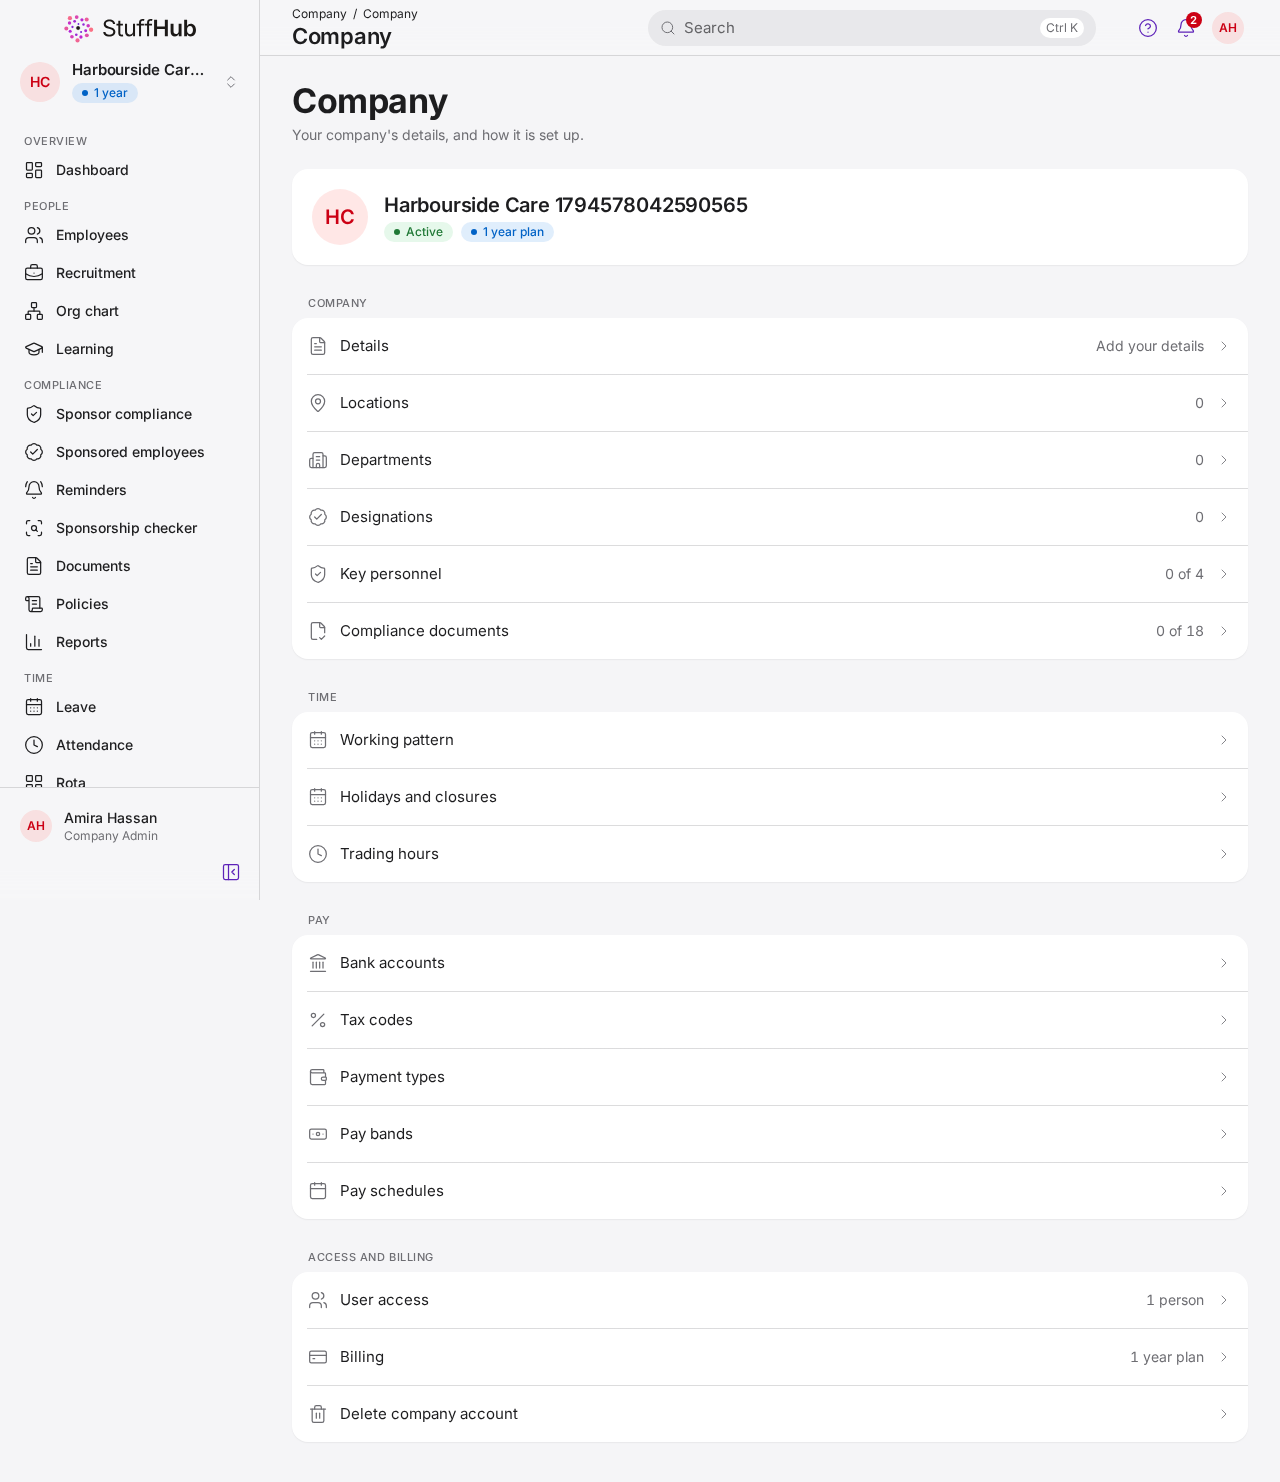 StuffHub
Harbourside Car...
HC
1 year
OVERVIEW
Dashboard
PEOPLE
Employees
Recruitment
Org chart
Learning
COMPLIANCE
Sponsor compliance
Sponsored employees
Reminders
Sponsorship checker
Documents
Policies
Reports
TIME
Leave
Attendance
Rota
AH
Amira Hassan
Company Admin
Company / Company
Company
Search
Ctrl K
2
AH
Company
Your company's details, and how it is set up.
HC
Harbourside Care 1794578042590565
Active
1 year plan
COMPANY
Details Add your details
Locations 0
Departments 0
Designations 0
Key personnel 0 of 4
Compliance documents 0 of 18
TIME
Working pattern
Holidays and closures
Trading hours
PAY
Bank accounts
Tax codes
Payment types
Pay bands
Pay schedules
ACCESS AND BILLING
User access 1 person
Billing 1 year plan
Delete company account